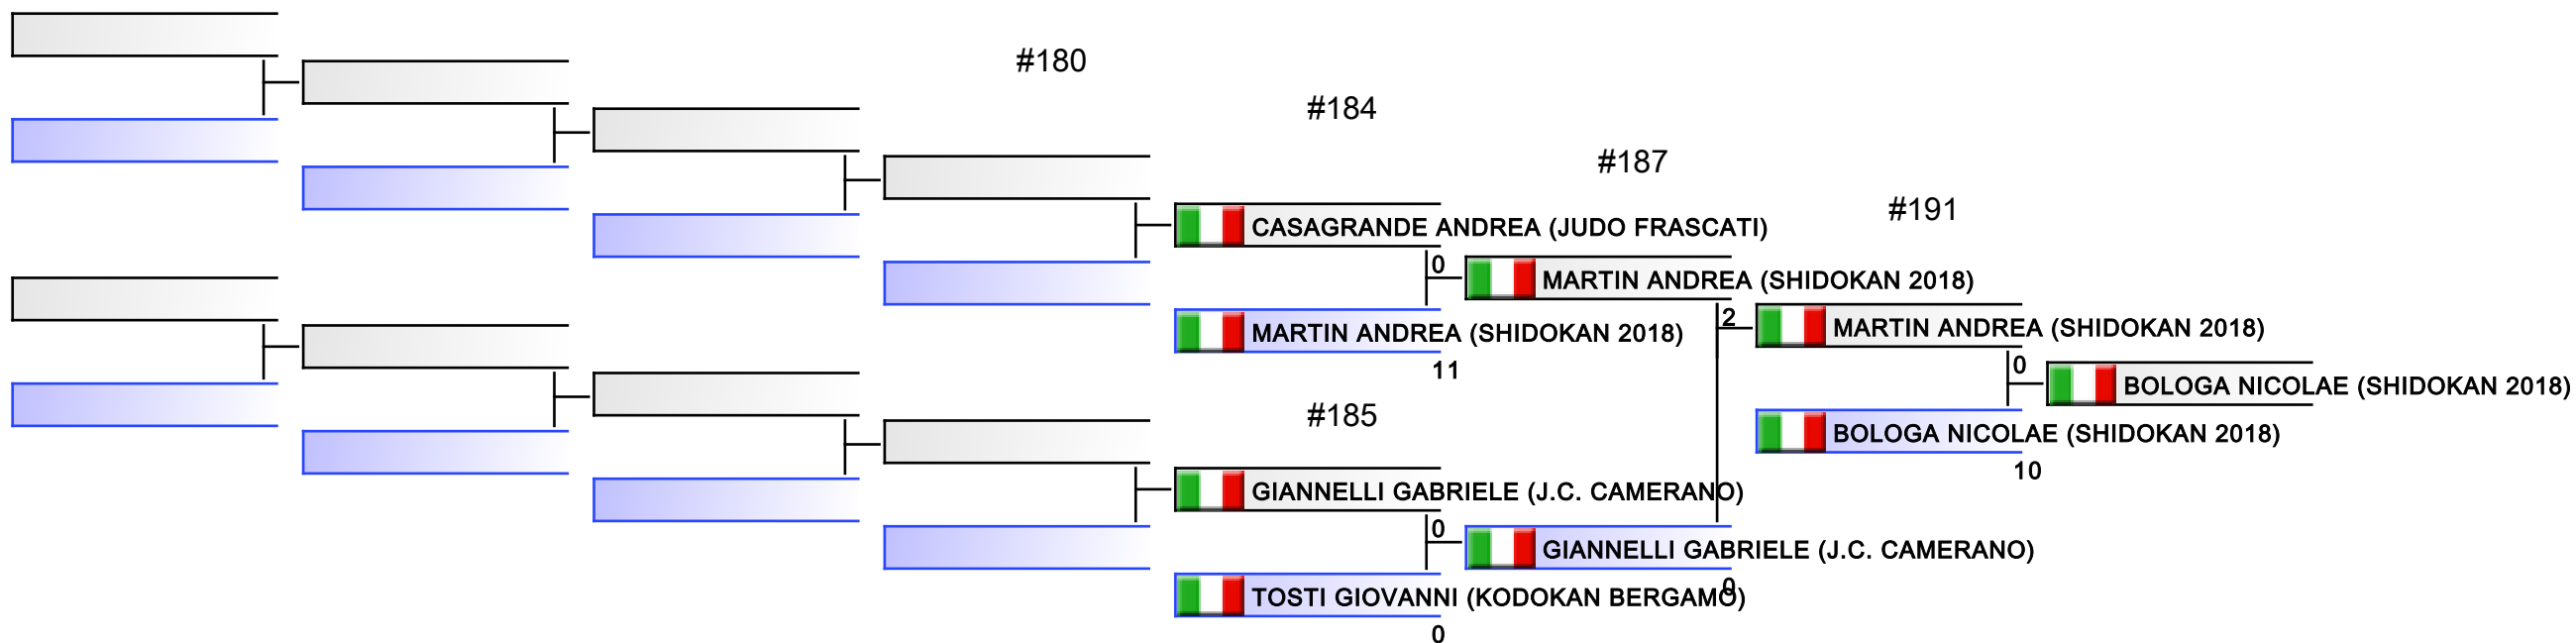 #180
#184
#187
#191
CASAGRANDE ANDREA (JUDO FRASCATI)
0
MARTIN ANDREA (SHIDOKAN 2018)
2
MARTIN ANDREA (SHIDOKAN 2018)
MARTIN ANDREA (SHIDOKAN 2018)
11
0
BOLOGA NICOLAE (SHIDOKAN 2018)
BOLOGA NICOLAE (SHIDOKAN 2018)
10
#185
GIANNELLI GABRIELE (J.C. CAMERANO)
0
GIANNELLI GABRIELE (J.C. CAMERANO)
0
TOSTI GIOVANNI (KODOKAN BERGAMO)
0